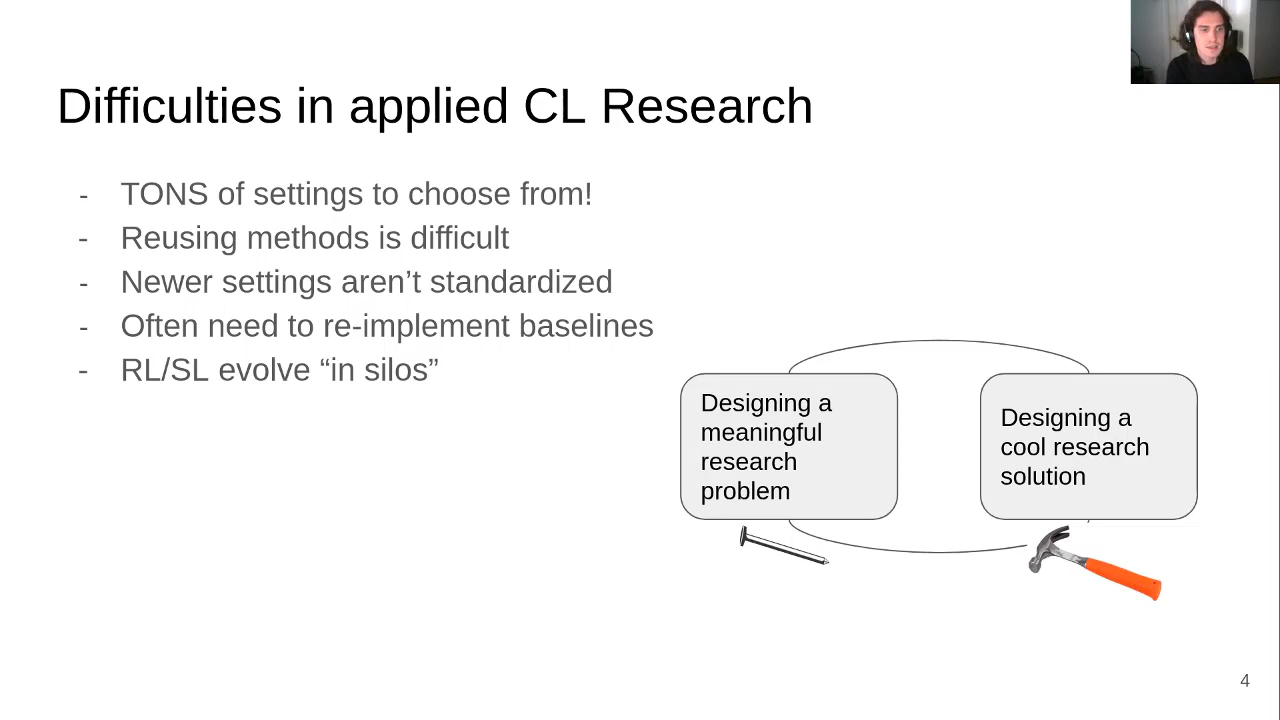 Difficulties in applied CL Research
- TONS of settings to choose from!
- Reusing methods is difficult
- Newer settings aren’t standardized
- Often need to re-implement baselines
- RL/SL evolve “in silos”
Designing a
meaningful
research
problem
Designing a
cool research
solution
4